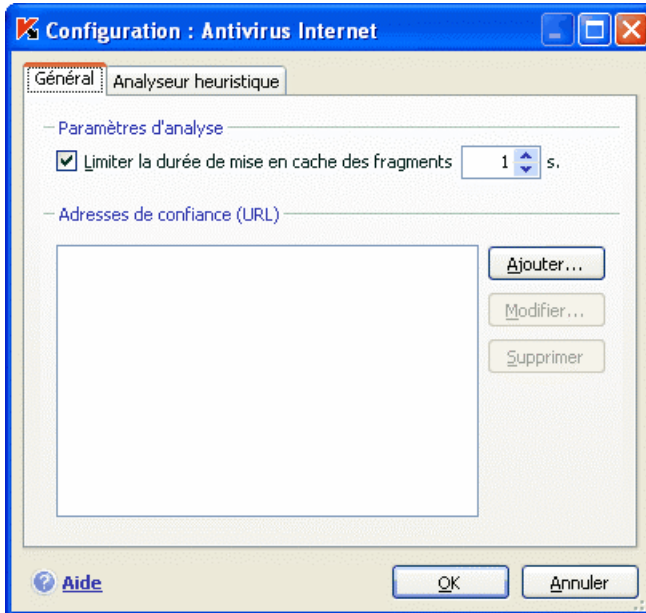 Configuration : Antivirus Internet
Général
Analyseur heuristique
Paramètres d'analyse
Limiter la durée de mise en cache des fragments 1 s.
Adresses de confiance (URL)
Ajouter...
Modifier...
Supprimer
Aide
OK
Annuler